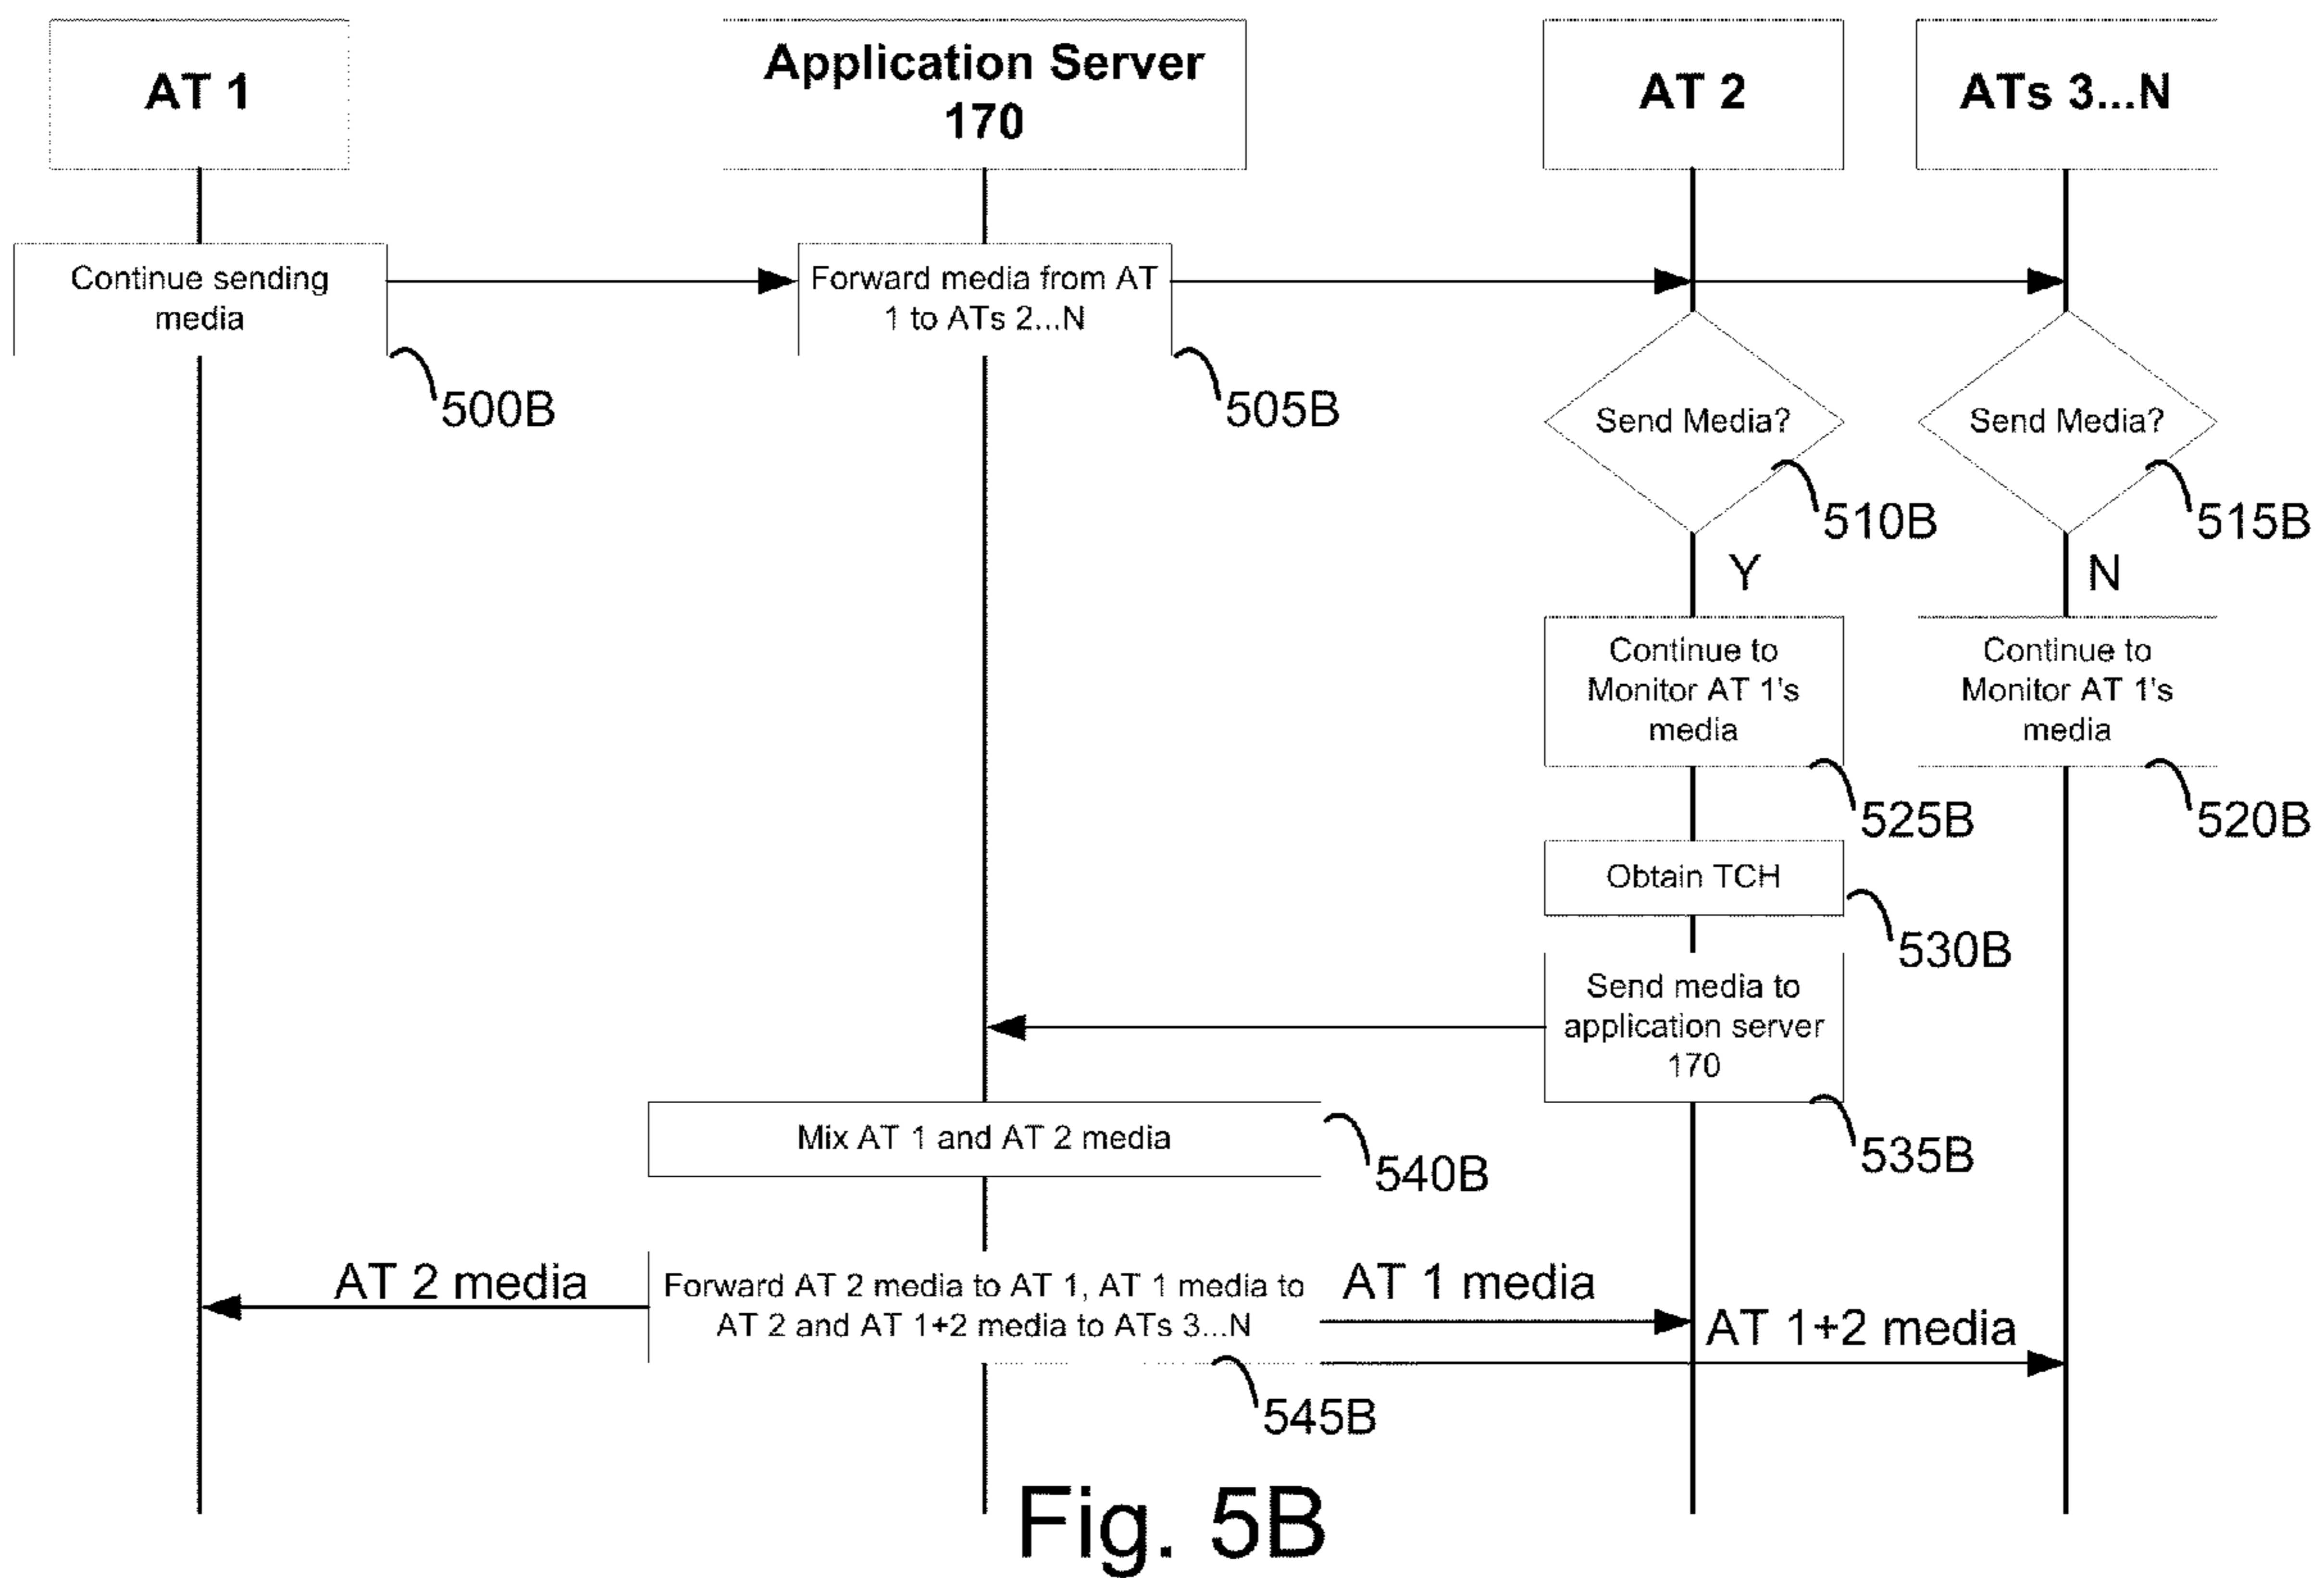 AT 1
Application Server
170
AT 2
ATs 3...N
Continue sending
media
500B
Forward media from AT
1 to ATs 2...N
505B
Send Media?
510B
Send Media?
515B
Y
N
Continue to
Monitor AT 1's
media
525B
Continue to
Monitor AT 1's
media
520B
Obtain TCH
530B
Send media to
application server
170
535B
Mix AT 1 and AT 2 media
540B
AT 2 media
Forward AT 2 media to AT 1, AT 1 media to
AT 2 and AT 1+2 media to ATs 3...N
545B
AT 1 media
AT 1+2 media
Fig. 5B